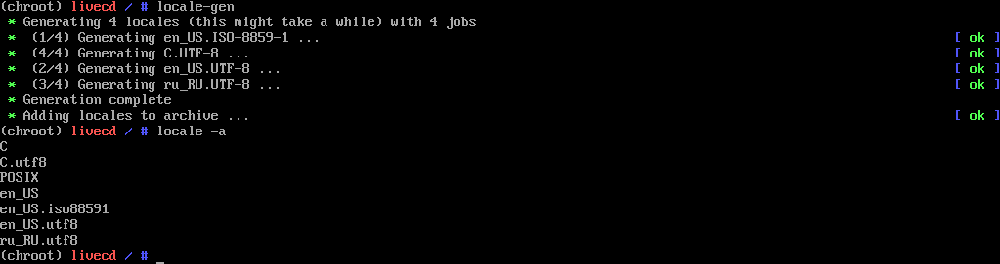 (chroot) livecd / # locale-gen
 * Generating 4 locales (this might take a while) with 4 jobs
 *  (1/4) Generating en_US.ISO-8859-1 ... [ ok ]
 *  (4/4) Generating C.UTF-8 ... [ ok ]
 *  (2/4) Generating en_US.UTF-8 ... [ ok ]
 *  (3/4) Generating ru_RU.UTF-8 ... [ ok ]
 * Generation complete
 * Adding locales to archive ... [ ok ]
(chroot) livecd / # locale -a
C
C.utf8
POSIX
en_US
en_US.iso88591
en_US.utf8
ru_RU.utf8
(chroot) livecd / # _